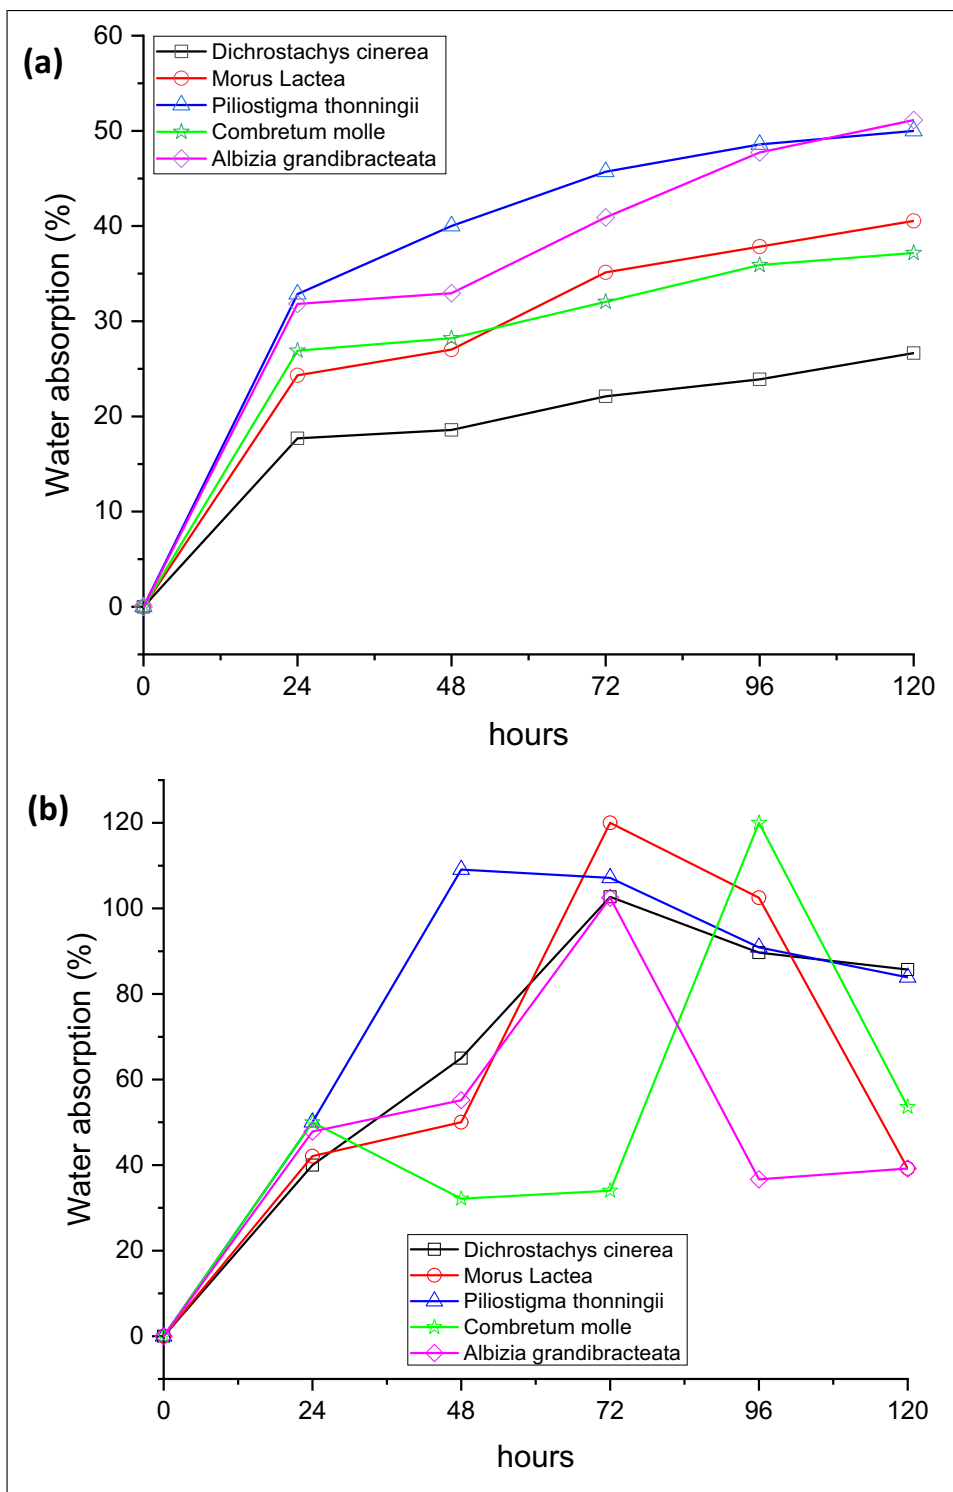 (a)
60
50
40
30
20
10
0
Water absorption (%)
Dichrostachys cinerea
Morus Lactea
Piliostigma thonningii
Combretum molle
Albizia grandibracteata
0 24 48 72 96 120
hours
(b)
120
100
80
60
40
20
0
Water absorption (%)
Dichrostachys cinerea
Morus Lactea
Piliostigma thonningii
Combretum molle
Albizia grandibracteata
0 24 48 72 96 120
hours